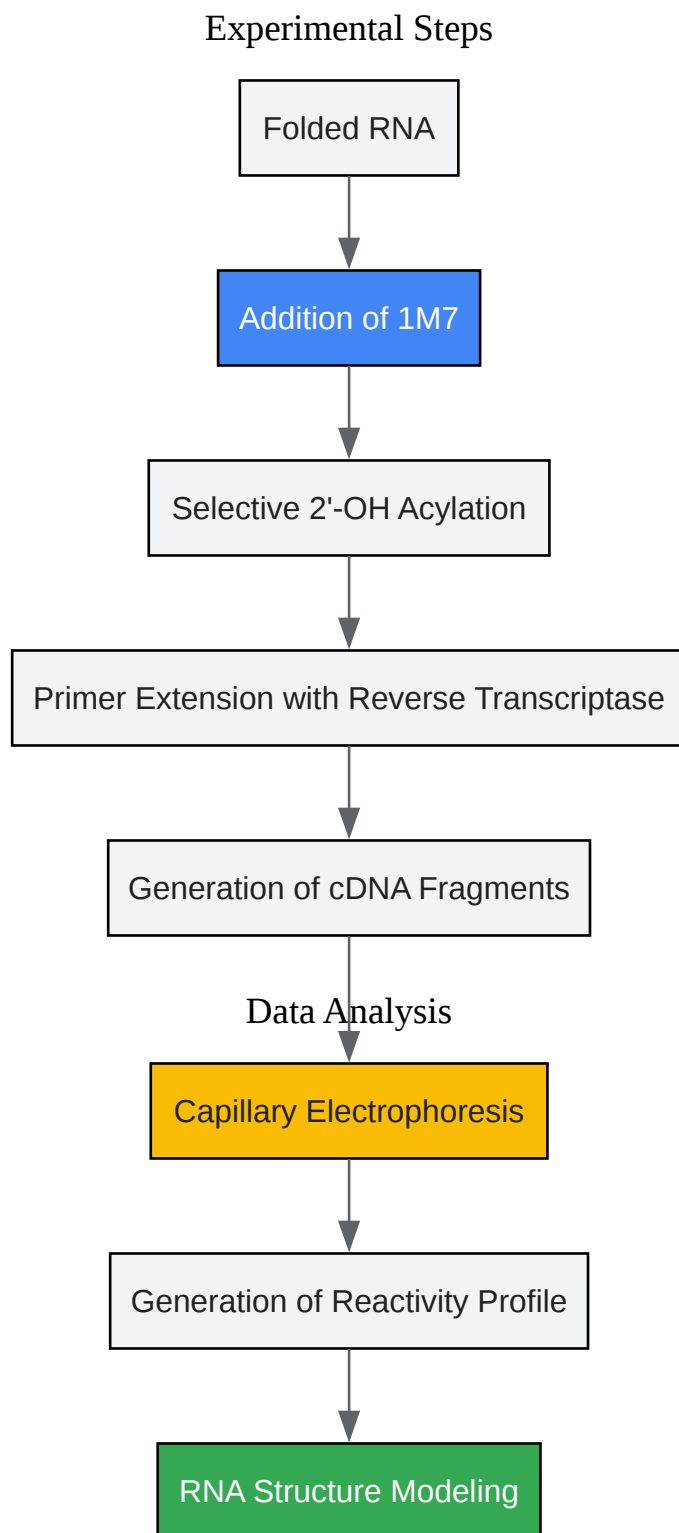 Experimental Steps
Folded RNA
Addition of 1M7
Selective 2'-OH Acylation
Primer Extension with Reverse Transcriptase
Generation of cDNA Fragments
Data Analysis
Capillary Electrophoresis
Generation of Reactivity Profile
RNA Structure Modeling